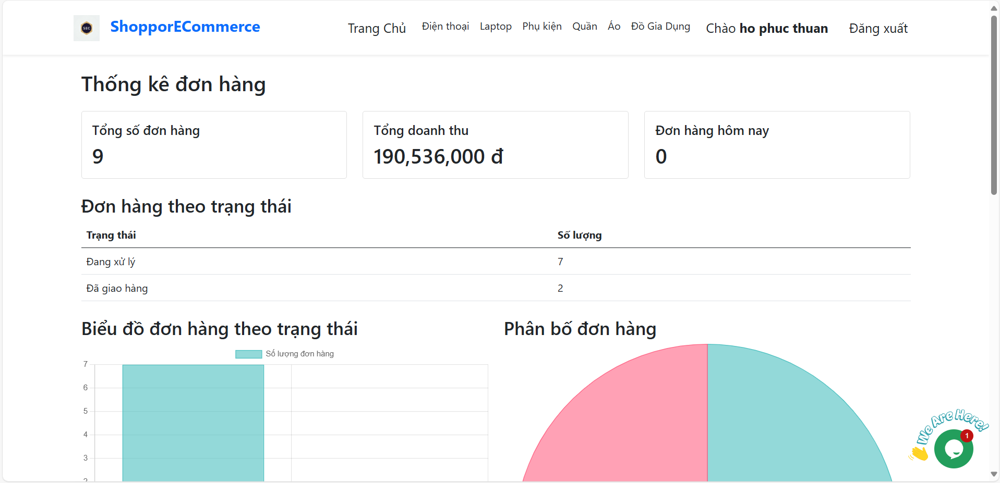 SEC
ShopporECommerce
Trang Chủ Điện thoại Laptop Phụ kiện Quần Áo Đồ Gia Dụng Chào ho phuc thuan Đăng xuất
Thống kê đơn hàng
Tổng số đơn hàng
9
Tổng doanh thu
190,536,000 đ
Đơn hàng hôm nay
0
Đơn hàng theo trạng thái
Trạng thái Số lượng
Đang xử lý 7
Đã giao hàng 2
Biểu đồ đơn hàng theo trạng thái
Số lượng đơn hàng
7
6
5
4
3
2
Phân bố đơn hàng
We Are Here!
1